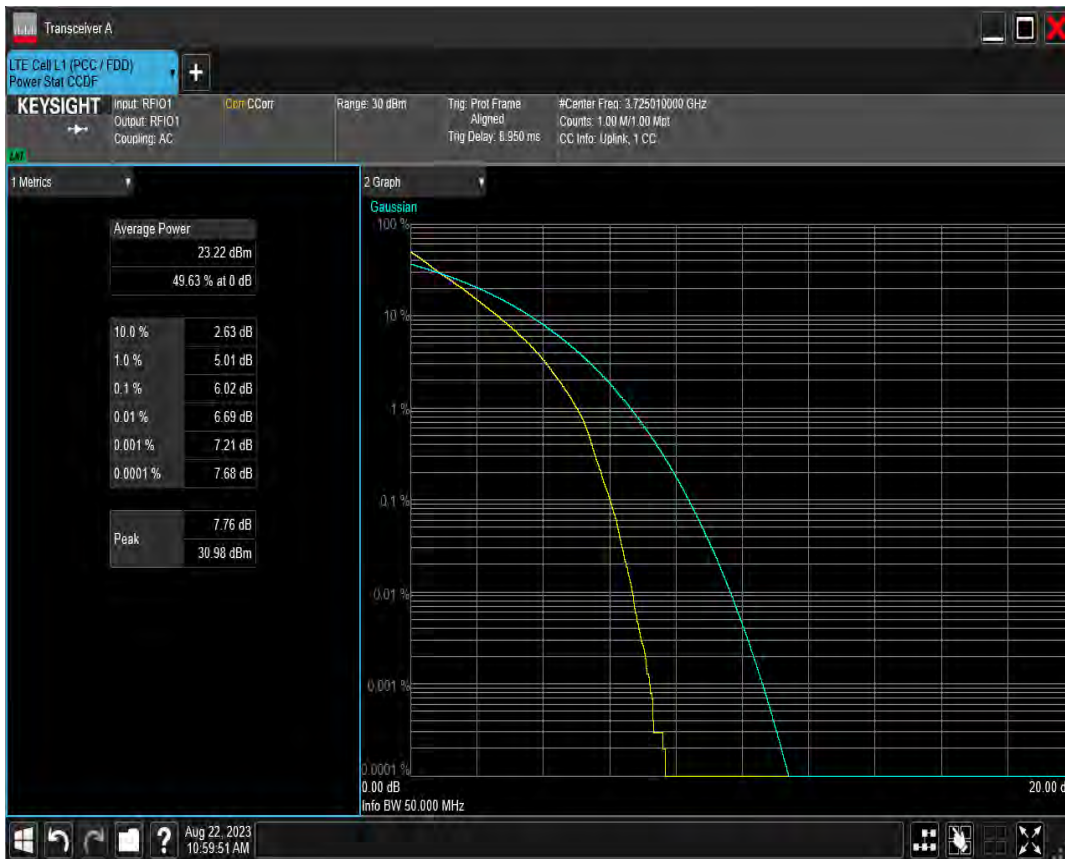 Transceiver A
LTE Cell L1 (PCC / FDD)
Power Stat CCDF
KEYSIGHT
Input: RFIO1
Output: RFIO1
Coupling: AC
Corr CCorr
Range: 30 dBm
Trig: Prot Frame
Aligned
Trig Delay: 8.950 ms
#Center Freq: 3.725010000 GHz
Counts: 1.00 M/1.00 Mpt
CC Info: Uplink, 1 CC
1 Metrics
Average Power
23.22 dBm
49.63 % at 0 dB
10.0 % 2.63 dB
1.0 % 5.01 dB
0.1 % 6.02 dB
0.01 % 6.69 dB
0.001 % 7.21 dB
0.0001 % 7.68 dB
Peak 7.76 dB
30.98 dBm
2 Graph
Gaussian
100 %
10 %
1 %
0.1 %
0.01 %
0.001 %
0.0001 %
0.00 dB
20.00 d
Info BW 50.000 MHz
Aug 22, 2023
10:59:51 AM